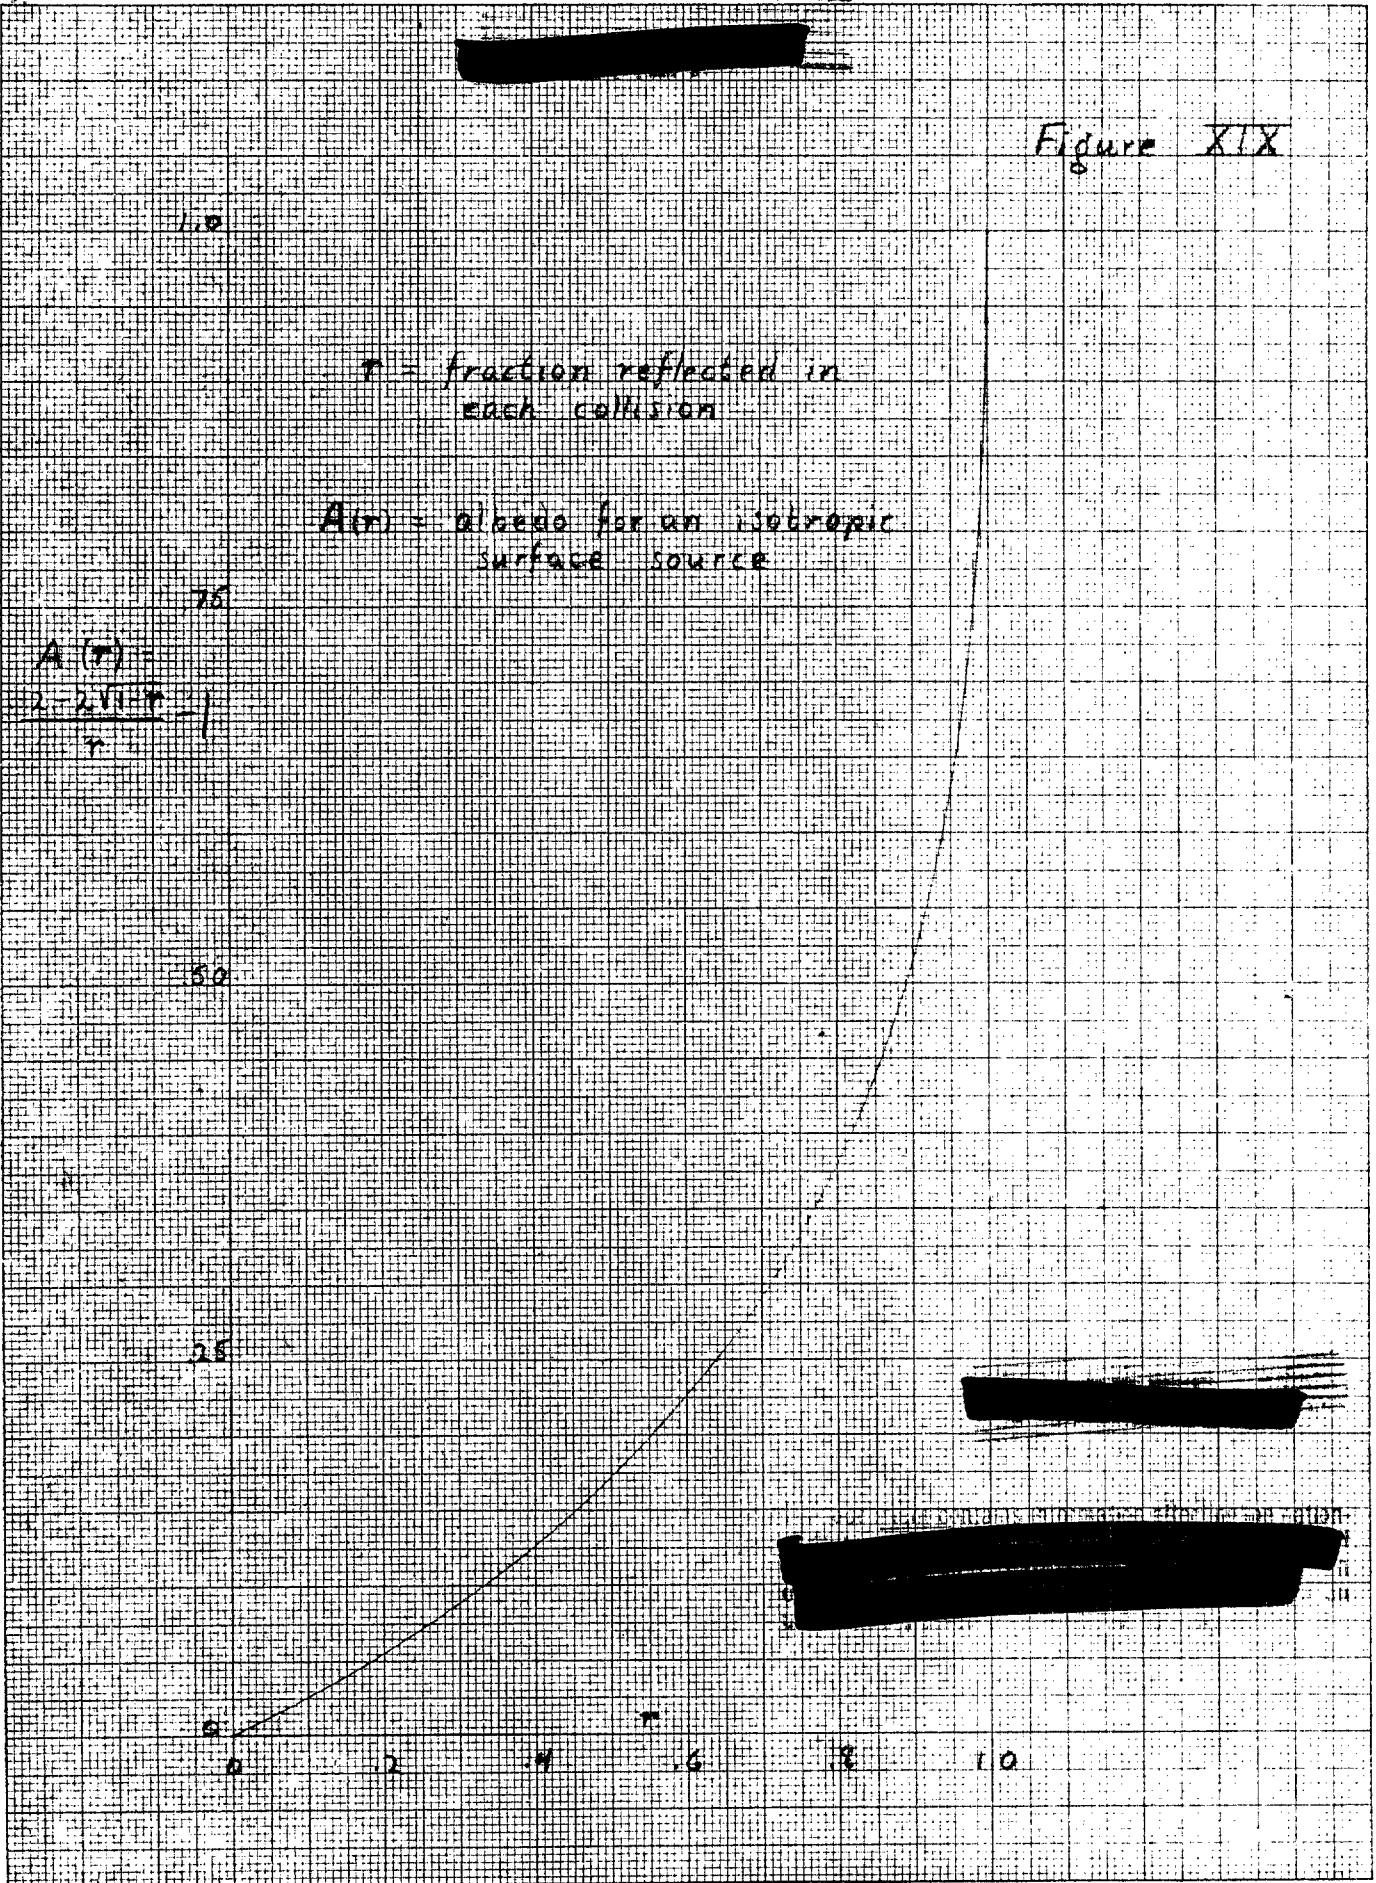 Figure XIX
1.0
r = fraction reflected in
each collision
A(r) = albedo for an isotropic
surface source
.75
A(r) =
2-2√1-r - 1
r
.50
.25
0
r
0 .2 .4 .6 .8 1.0